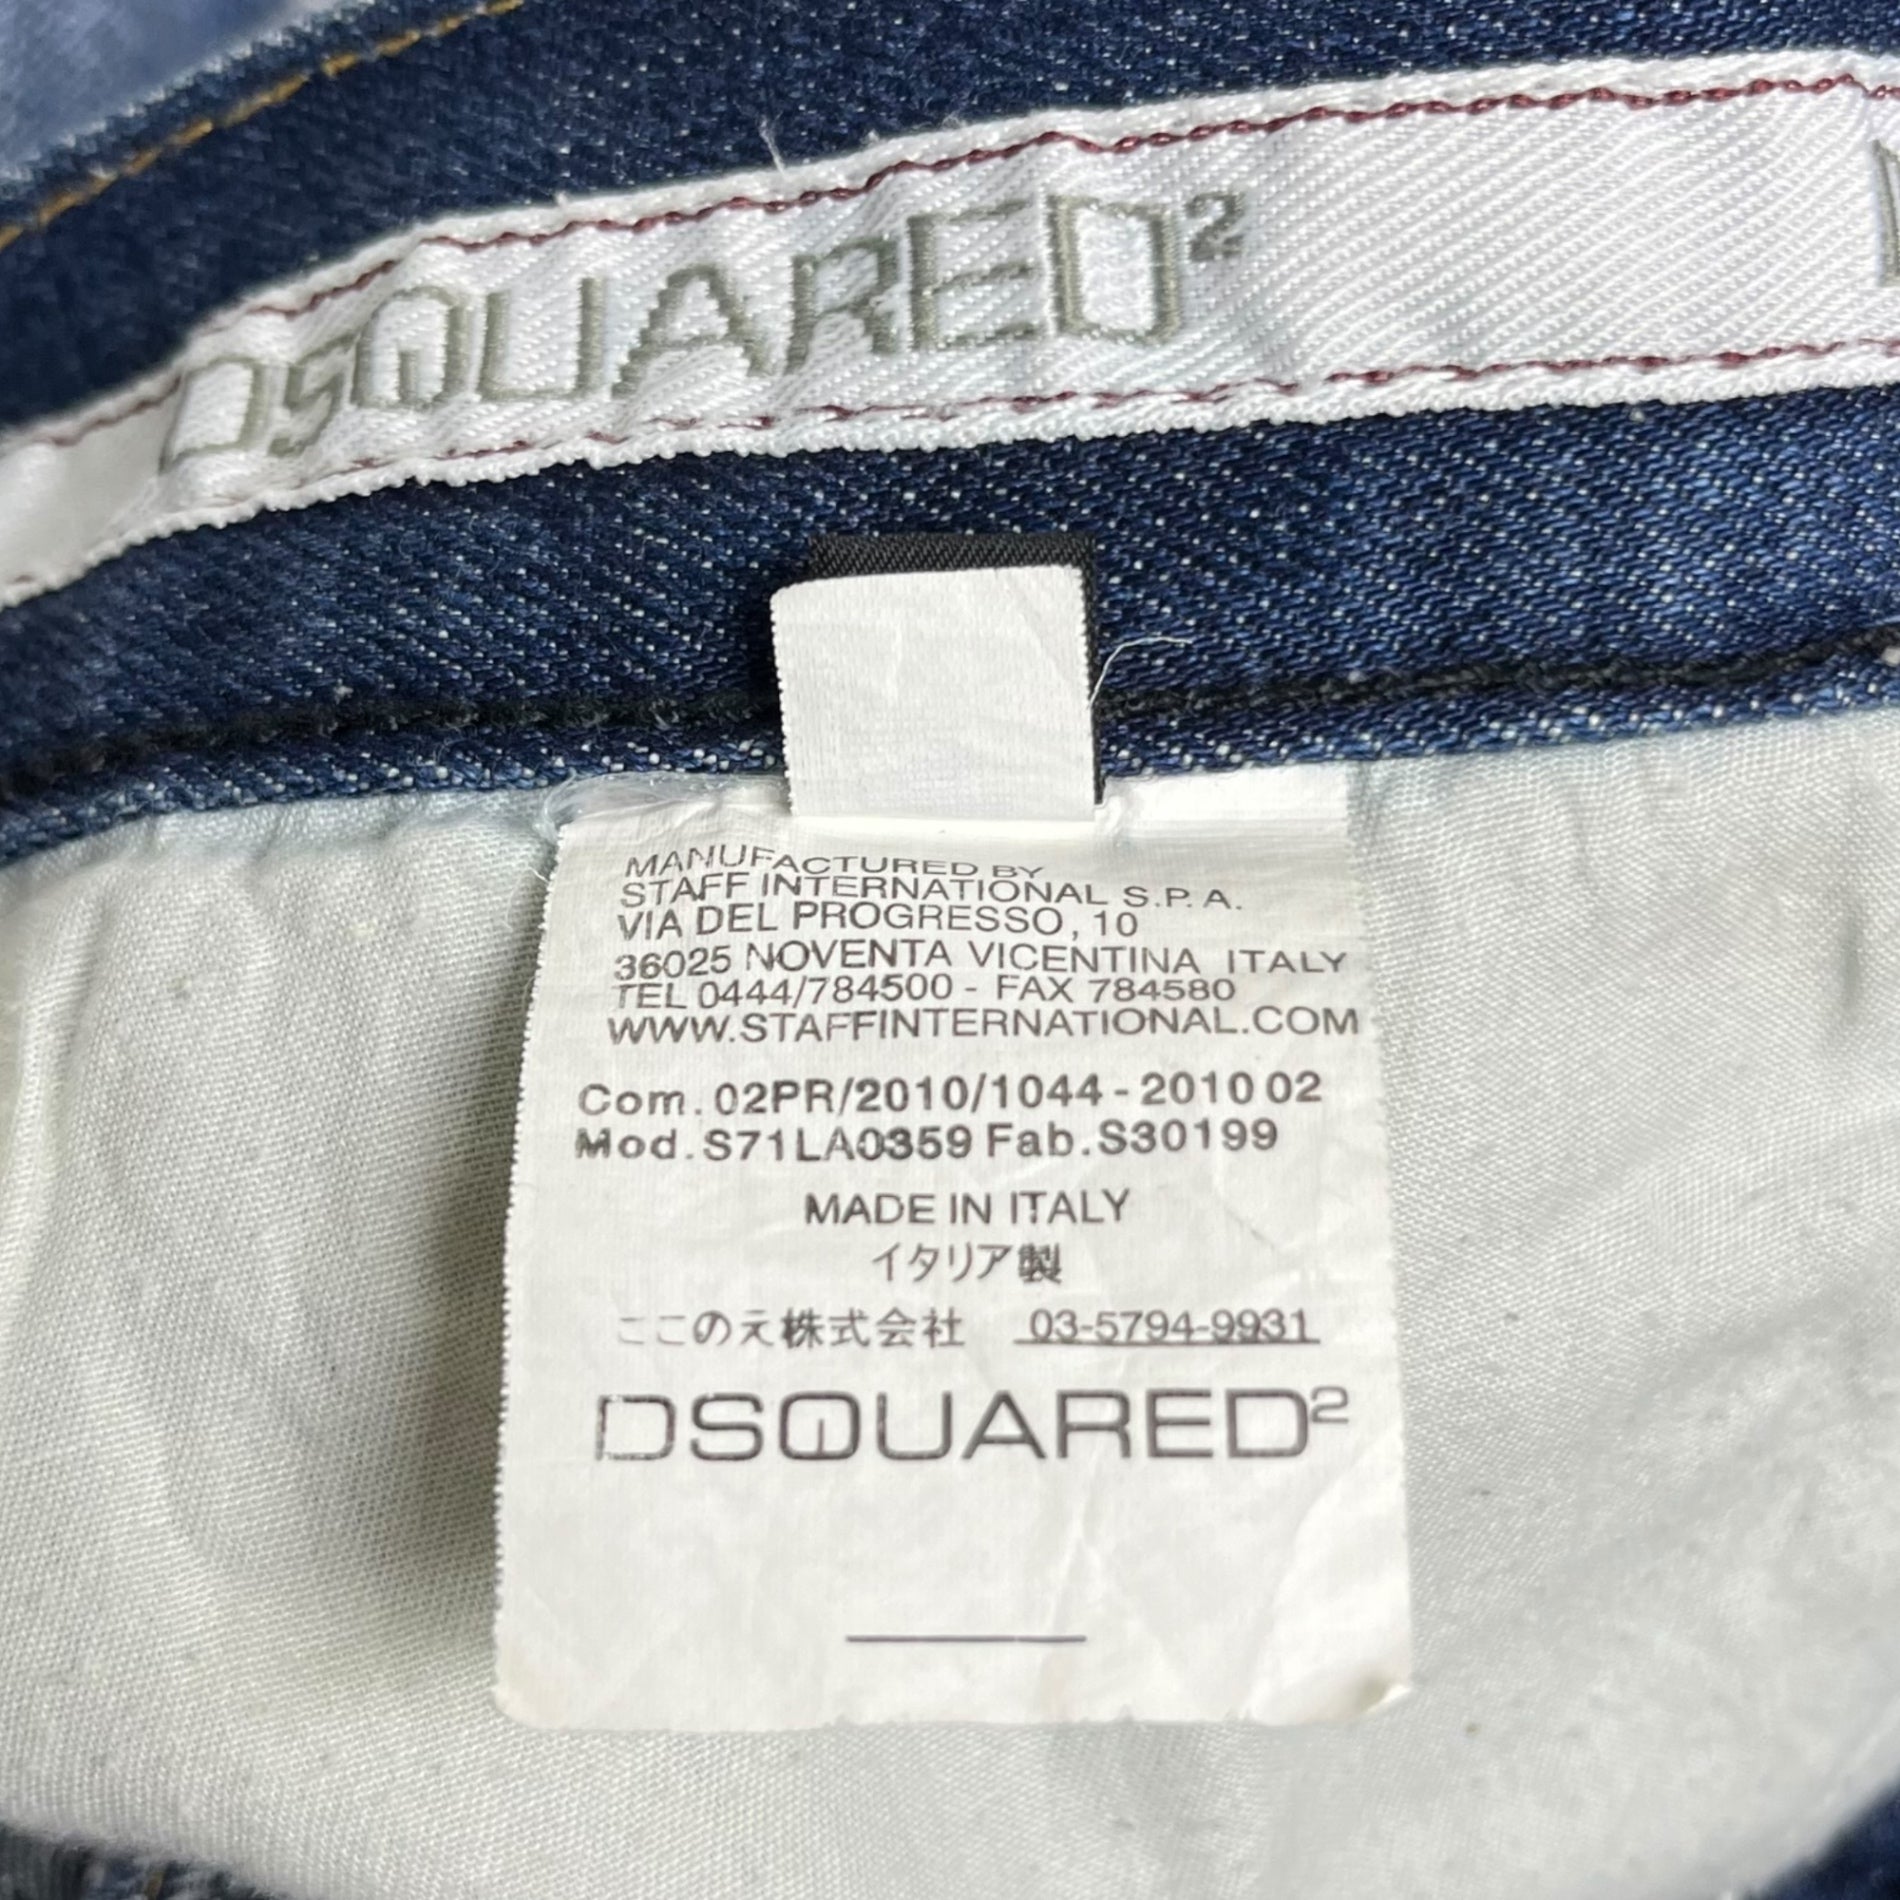 DSQUARED²
MANUFACTURED BY
STAFF INTERNATIONAL S.P.A.
VIA DEL PROGRESSO, 10
36025 NOVENTA VICENTINA ITALY
TEL 0444/784500 - FAX 784580
WWW.STAFFINTERNATIONAL.COM
Com. 02PR/2010/1044 - 2010 02
Mod. S71LA0359 Fab. S30199
MADE IN ITALY
イタリア製
ここのえ株式会社 03-5794-9931
DSQUARED²